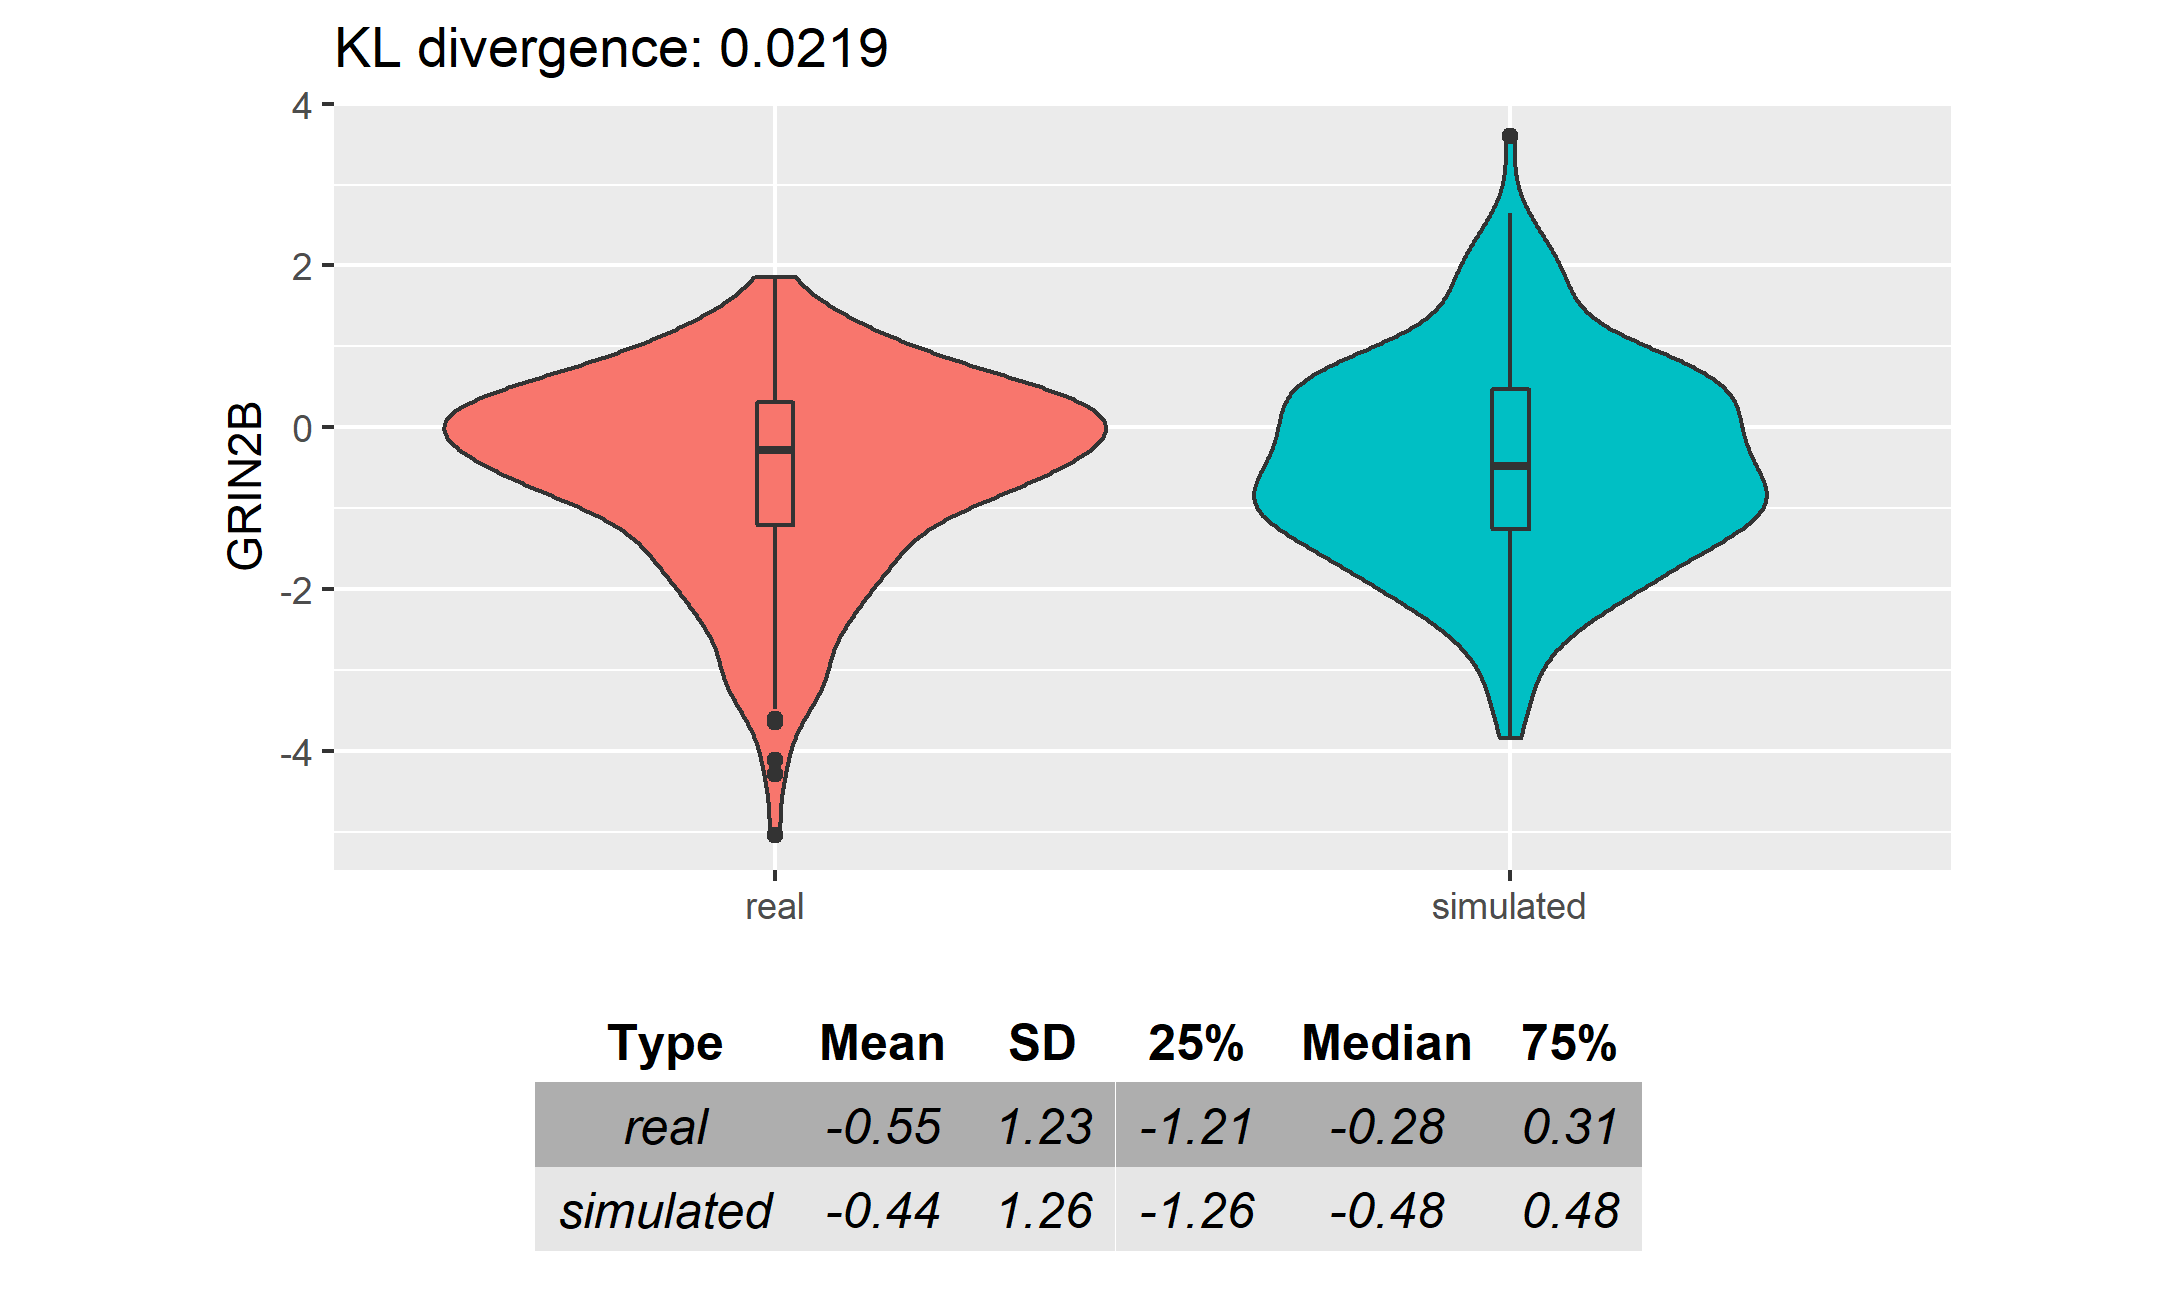 KL divergence: 0.0219
4
2
0
-2
-4
GRIN2B
real simulated
Type Mean SD 25% Median 75%
real -0.55 1.23 -1.21 -0.28 0.31
simulated -0.44 1.26 -1.26 -0.48 0.48